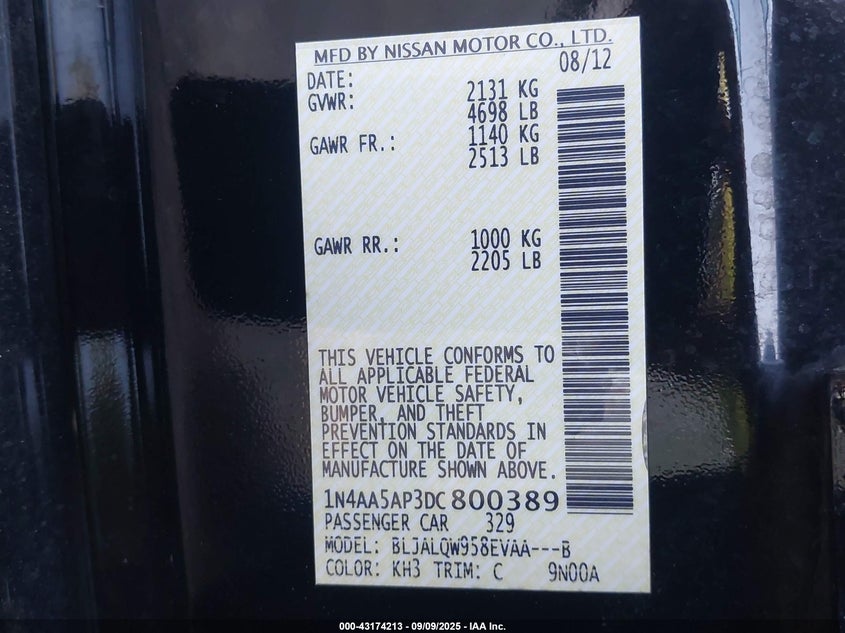 MFD BY NISSAN MOTOR CO., LTD.
DATE: 08/12
GVWR: 2131 KG
4698 LB
GAWR FR.: 1140 KG
2513 LB
GAWR RR.: 1000 KG
2205 LB
THIS VEHICLE CONFORMS TO
ALL APPLICABLE FEDERAL
MOTOR VEHICLE SAFETY,
BUMPER, AND THEFT
PREVENTION STANDARDS IN
EFFECT ON THE DATE OF
MANUFACTURE SHOWN ABOVE.
1N4AA5AP3DC800389
PASSENGER CAR 329
MODEL: BLJALQW958EVAA---B
COLOR: KH3 TRIM: C 9N00A
000-43174213 - 09/09/2025 - IAA Inc.